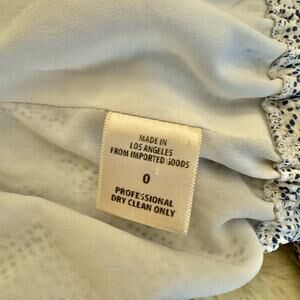 MADE IN
LOS ANGELES
FROM IMPORTED GOODS
0
PROFESSIONAL
DRY CLEAN ONLY